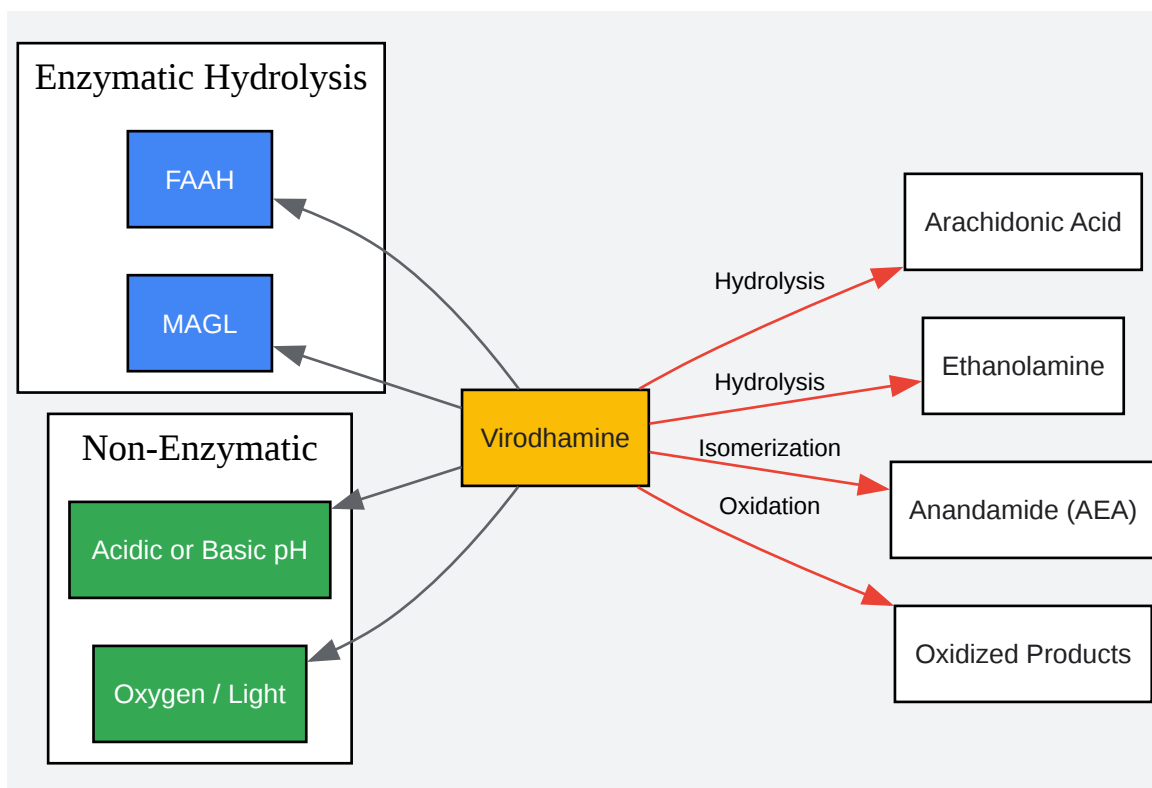 Enzymatic Hydrolysis
FAAH
MAGL
Non-Enzymatic
Acidic or Basic pH
Oxygen / Light
Virodhamine
Hydrolysis
Hydrolysis
Isomerization
Oxidation
Arachidonic Acid
Ethanolamine
Anandamide (AEA)
Oxidized Products